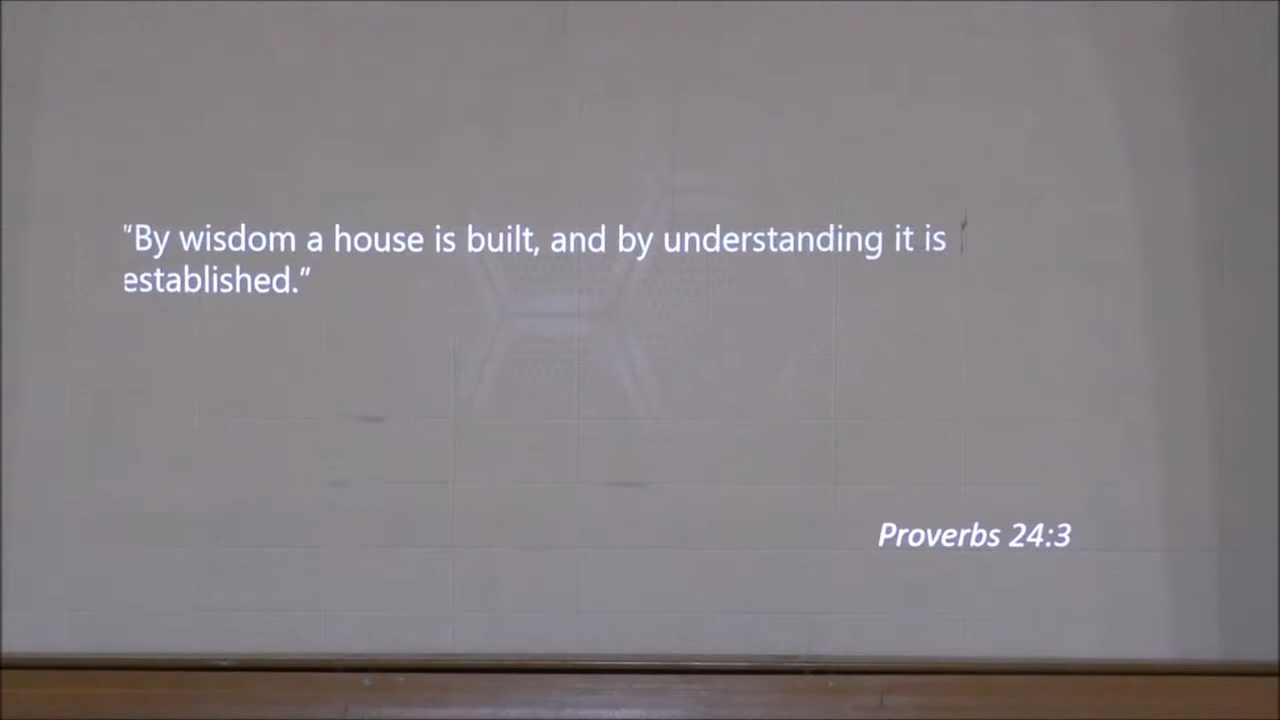 "By wisdom a house is built, and by understanding it is
established."
Proverbs 24:3